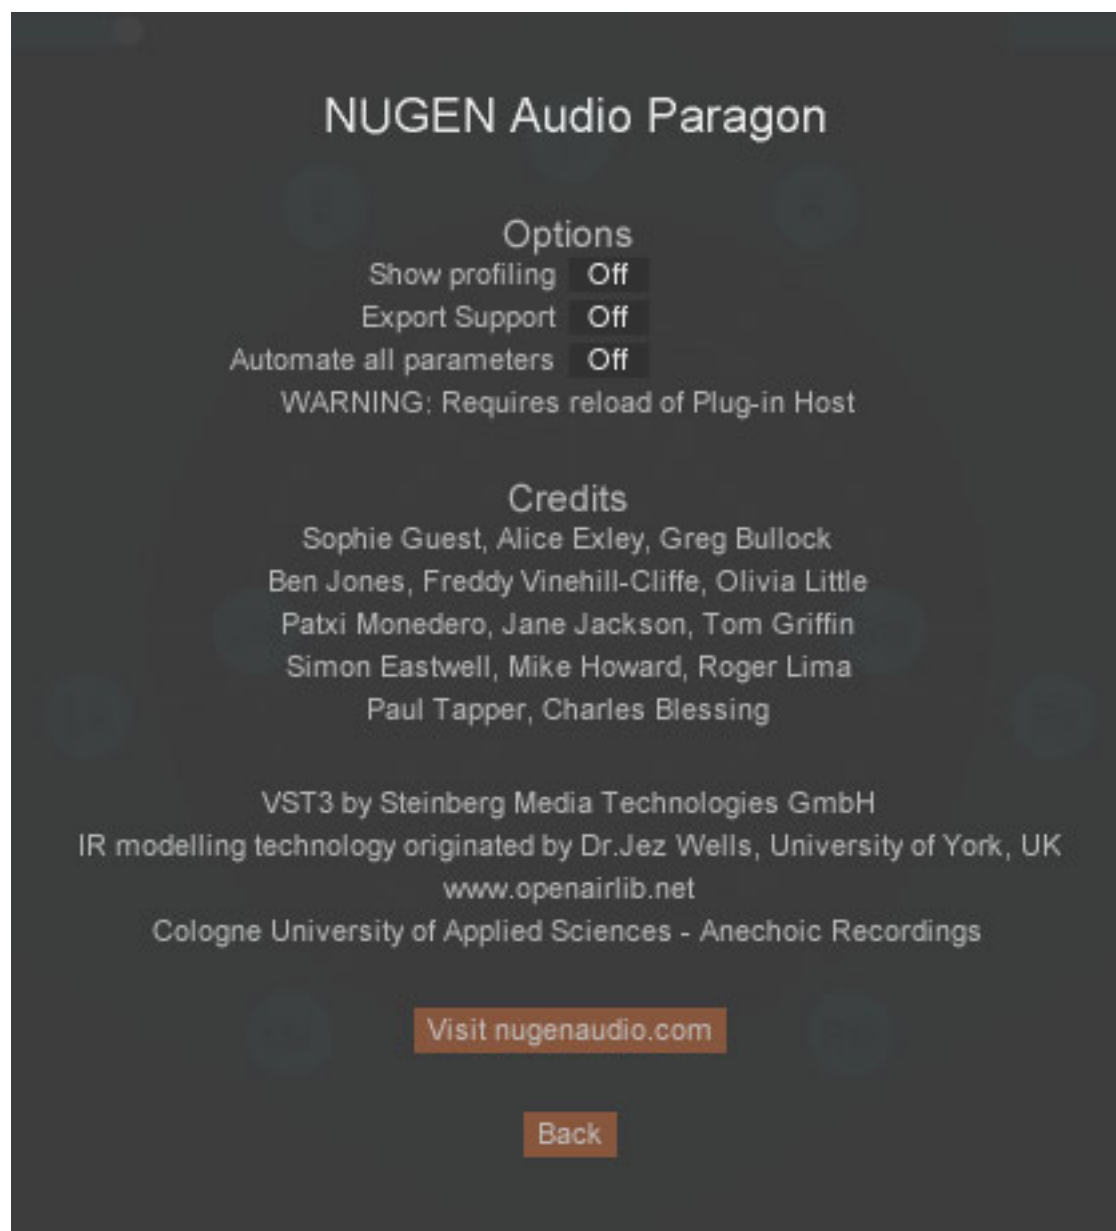 NUGEN Audio Paragon
Options
Show profiling Off
Export Support Off
Automate all parameters Off
WARNING: Requires reload of Plug-in Host
Credits
Sophie Guest, Alice Exley, Greg Bullock
Ben Jones, Freddy Vinehill-Cliffe, Olivia Little
Patxi Monedero, Jane Jackson, Tom Griffin
Simon Eastwell, Mike Howard, Roger Lima
Paul Tapper, Charles Blessing
VST3 by Steinberg Media Technologies GmbH
IR modelling technology originated by Dr.Jez Wells, University of York, UK
www.openairlib.net
Cologne University of Applied Sciences - Anechoic Recordings
Visit nugenaudio.com
Back